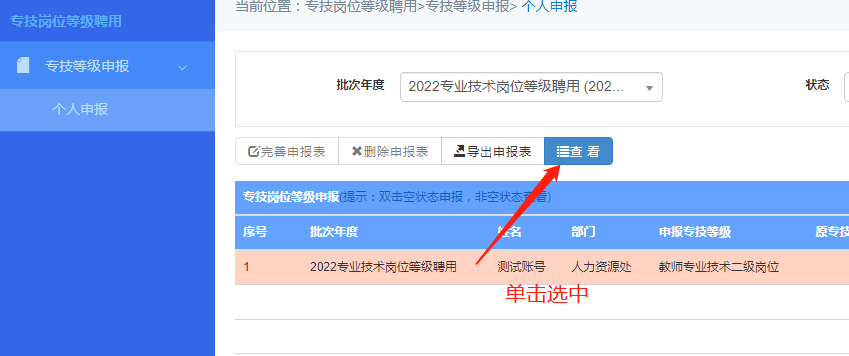 当前位置：专技岗位等级聘用>专技等级申报> 个人申报
专技岗位等级聘用
专技等级申报
个人申报
批次年度 2022专业技术岗位等级聘用 (202... 状态
完善申报表 删除申报表 导出申报表 查 看
专技岗位等级申报(提示：双击空状态申报，非空状态查看)
序号 批次年度 姓名 部门 申报专技等级 原专技
1 2022专业技术岗位等级聘用 测试账号 人力资源处 教师专业技术二级岗位
单击选中